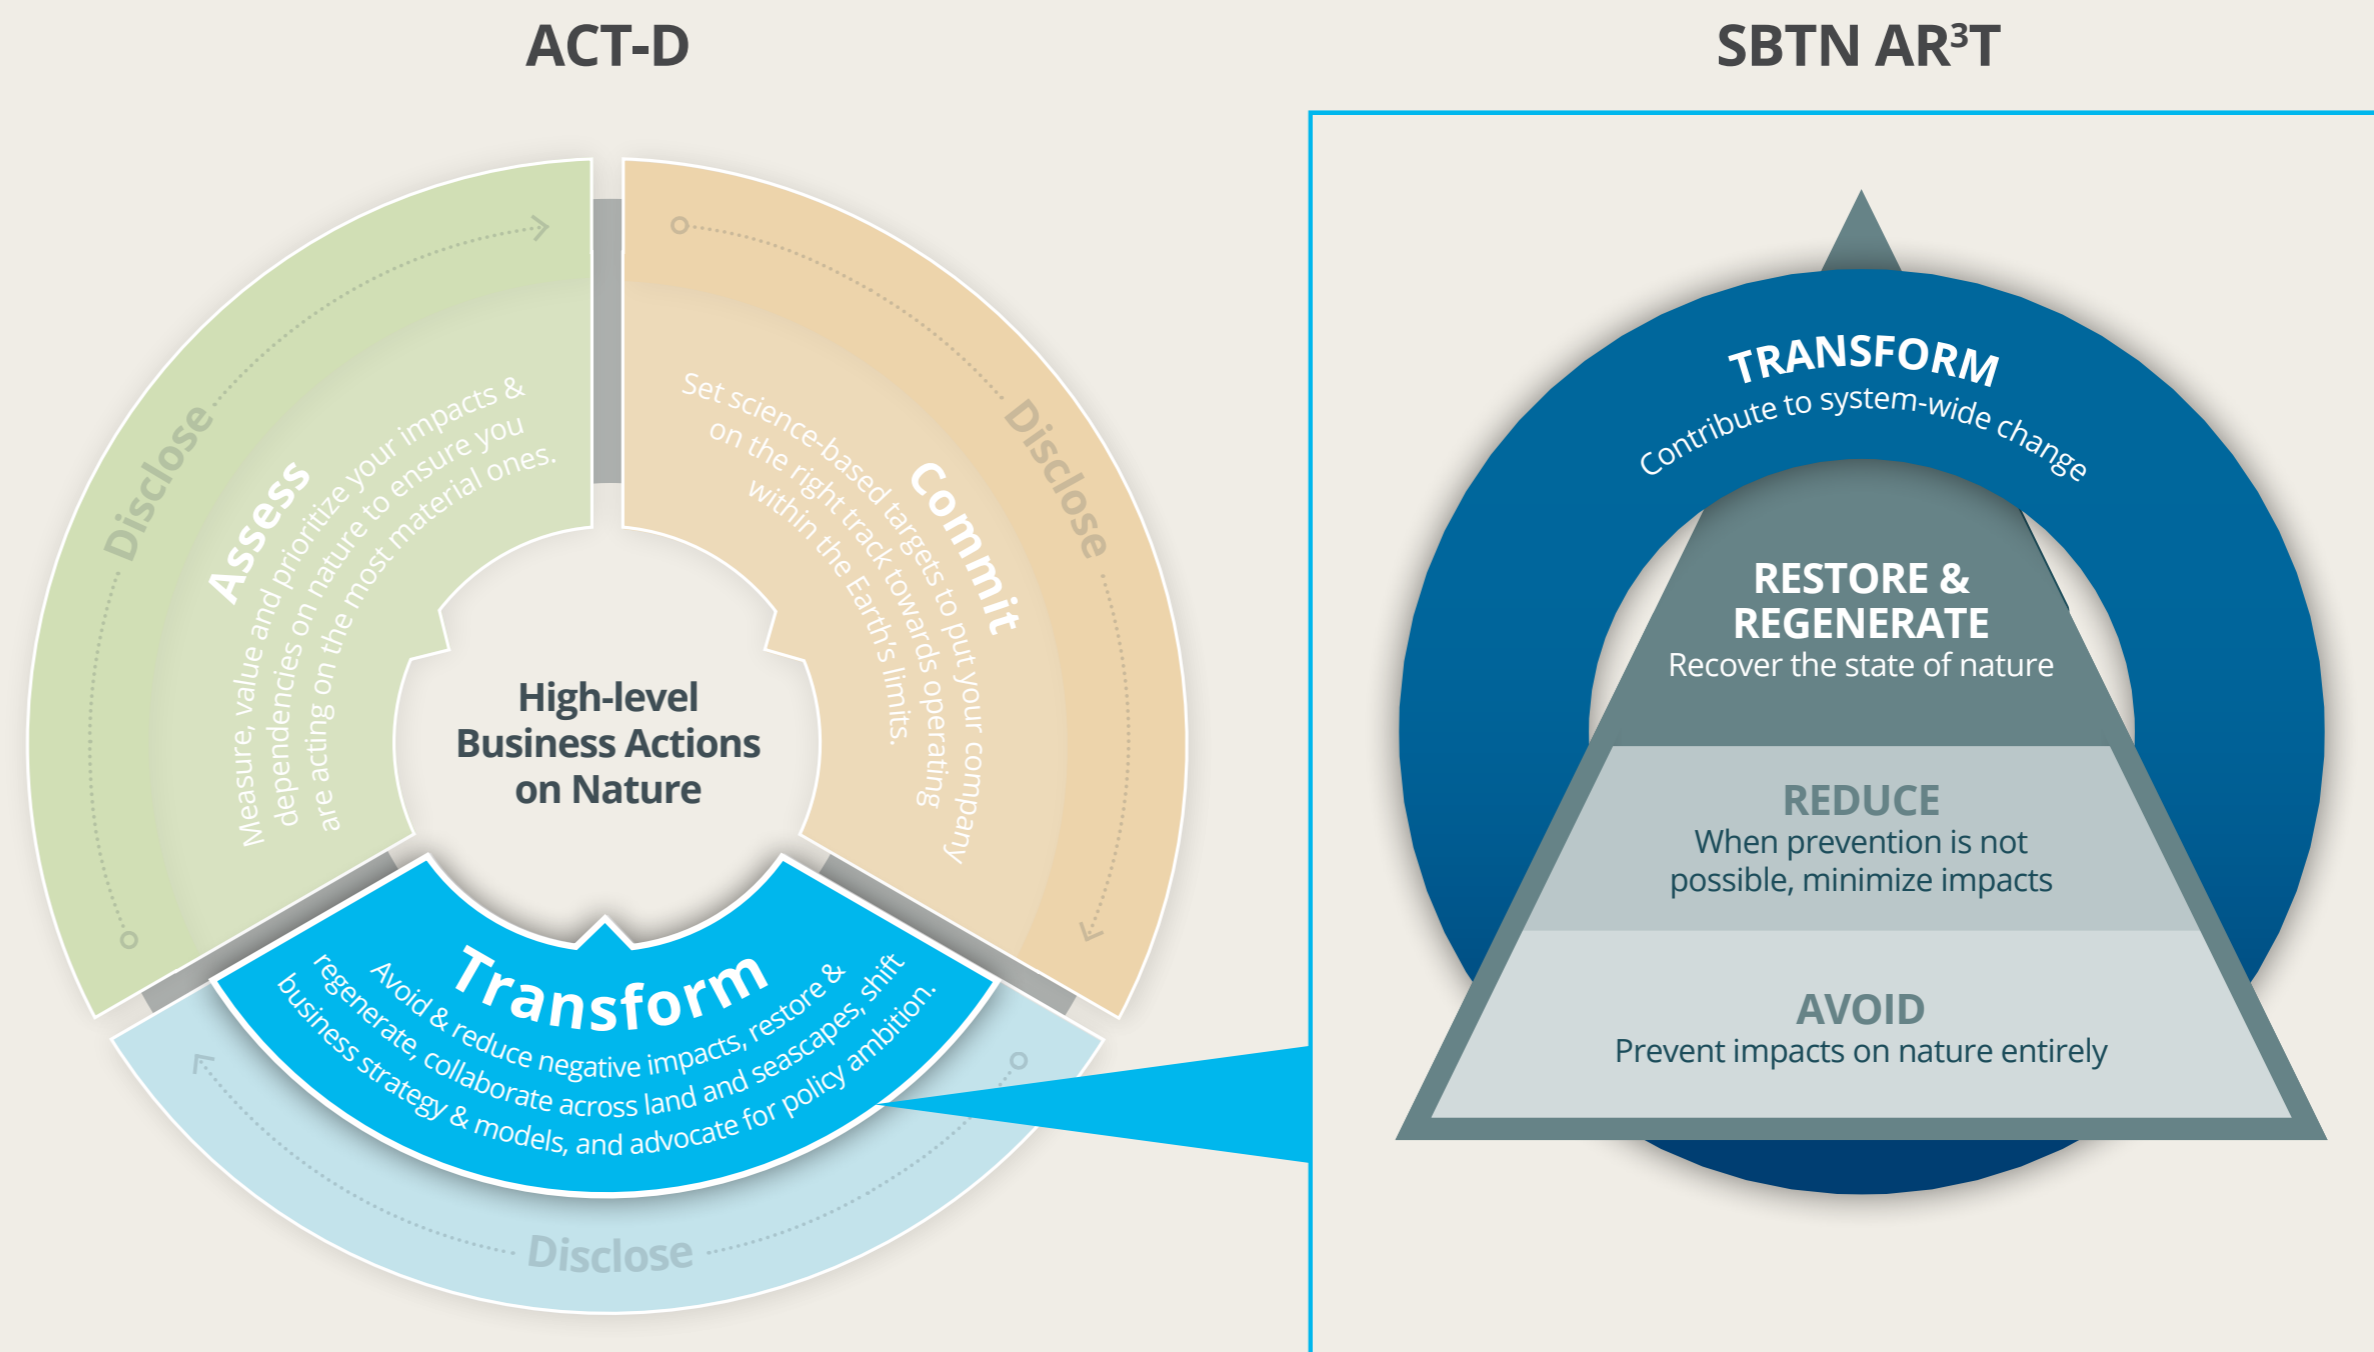 ACT-D
Disclose
Assess
Measure, value and prioritize your impacts &
dependencies on nature to ensure you
are acting on the most material ones.
Disclose
Commit
Set science-based targets to put your company
on the right track towards operating
within the Earth's limits.
High-level
Business Actions
on Nature
Transform
Avoid & reduce negative impacts, restore &
regenerate, collaborate across land and seascapes, shift
business strategy & models, and advocate for policy ambition.
Disclose
SBTN AR³T
TRANSFORM
Contribute to system-wide change
RESTORE &
REGENERATE
Recover the state of nature
REDUCE
When prevention is not
possible, minimize impacts
AVOID
Prevent impacts on nature entirely